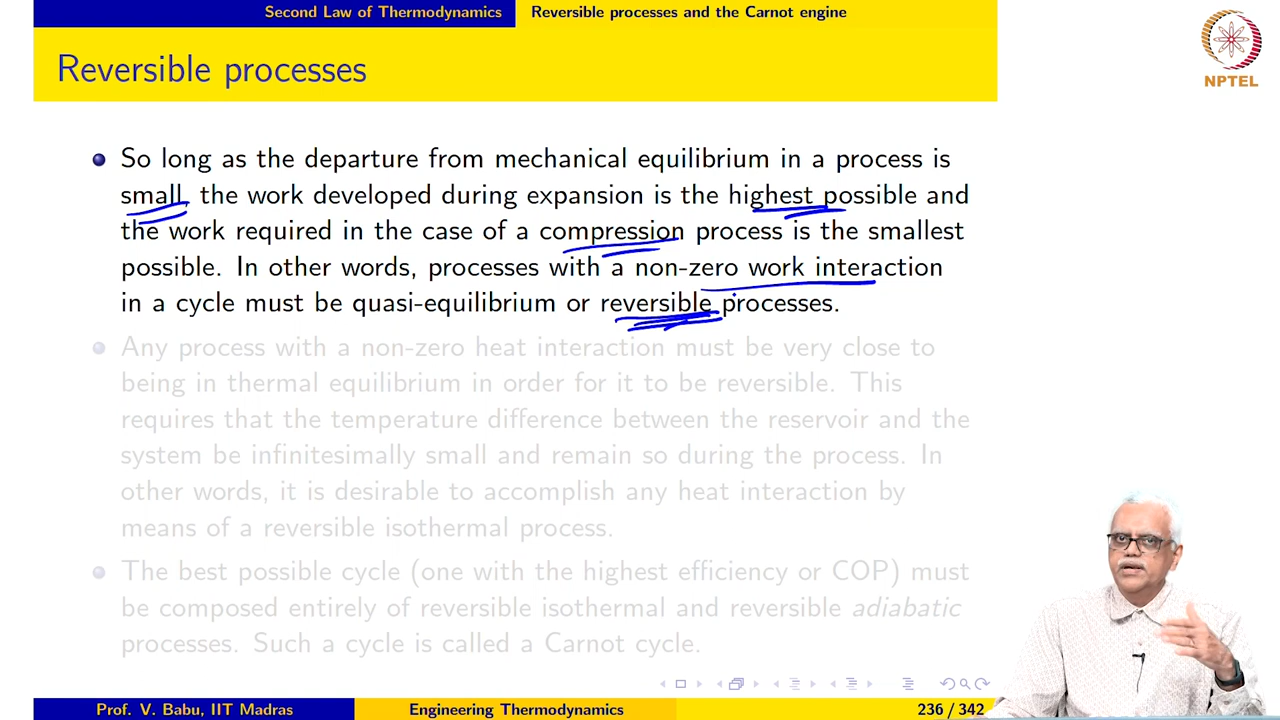 Second Law of Thermodynamics Reversible processes and the Carnot engine
NPTEL
Reversible processes
So long as the departure from mechanical equilibrium in a process is
small, the work developed during expansion is the highest possible and
the work required in the case of a compression process is the smallest
possible. In other words, processes with a non-zero work interaction
in a cycle must be quasi-equilibrium or reversible processes.
Any process with a non-zero heat interaction must be very close to
being in thermal equilibrium in order for it to be reversible. This
requires that the temperature difference between the reservoir and the
system be infinitesimally small and remain so during the process. In
other words, it is desirable to accomplish any heat interaction by
means of a reversible isothermal process.
The best possible cycle (one with the highest efficiency or COP) must
be composed entirely of reversible isothermal and reversible adiabatic
processes. Such a cycle is called a Carnot cycle.
Prof. V. Babu, IIT Madras Engineering Thermodynamics 236 / 342